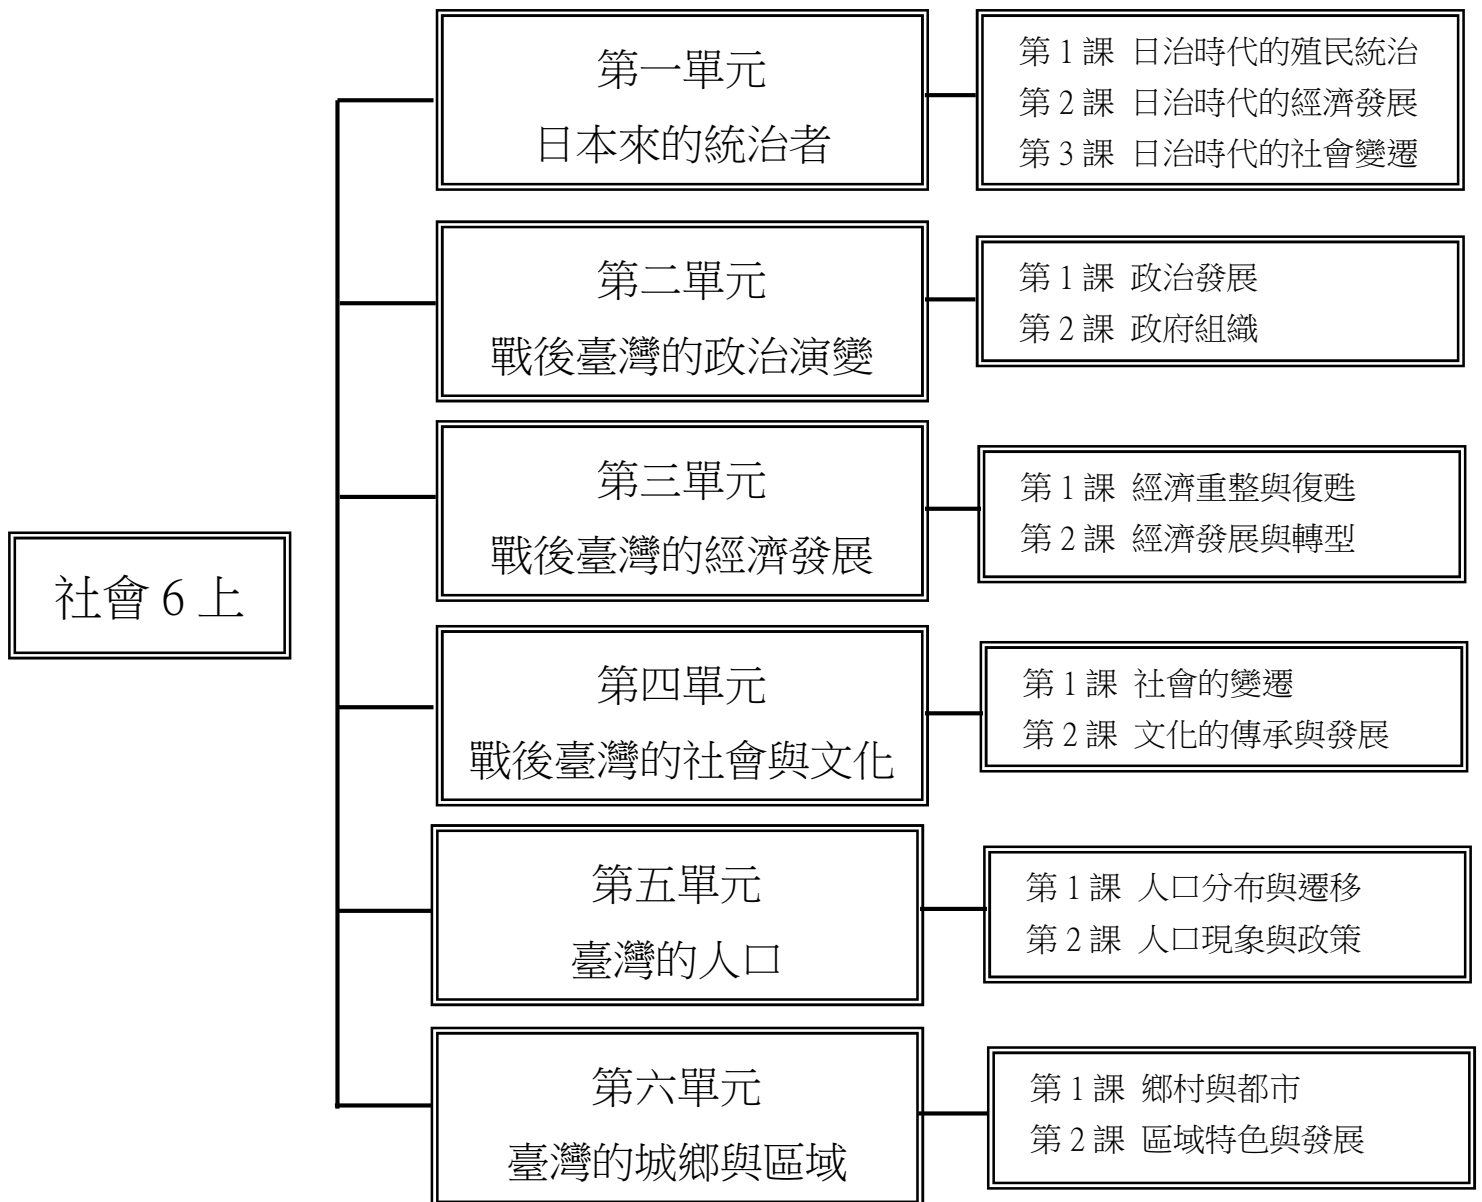 社會 6 上
第一單元
日本來的統治者
第 1 課 日治時代的殖民統治
第 2 課 日治時代的經濟發展
第 3 課 日治時代的社會變遷
第二單元
戰後臺灣的政治演變
第 1 課 政治發展
第 2 課 政府組織
第三單元
戰後臺灣的經濟發展
第 1 課 經濟重整與復甦
第 2 課 經濟發展與轉型
第四單元
戰後臺灣的社會與文化
第 1 課 社會的變遷
第 2 課 文化的傳承與發展
第五單元
臺灣的人口
第 1 課 人口分布與遷移
第 2 課 人口現象與政策
第六單元
臺灣的城鄉與區域
第 1 課 鄉村與都市
第 2 課 區域特色與發展